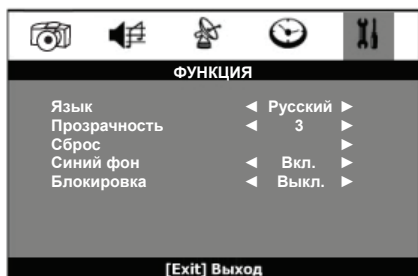 ФУНКЦИЯ
Язык ◄ Русский ►
Прозрачность ◄ 3 ►
Сброс ►
Синий фон ◄ Вкл. ►
Блокировка ◄ Выкл. ►
[Exit] Выход